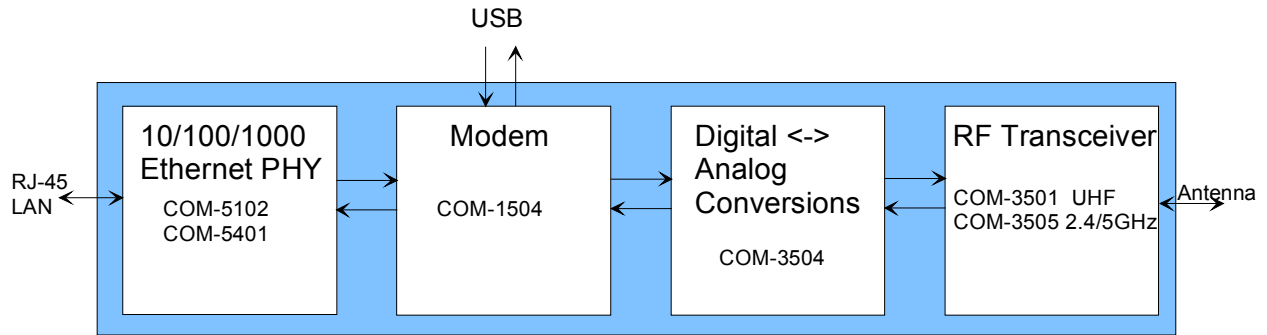 USB
10/100/1000
Ethernet PHY
COM-5102
COM-5401
Modem
COM-1504
Digital <->
Analog
Conversions
COM-3504
RF Transceiver
COM-3501 UHF
COM-3505 2.4/5GHz
RJ-45
LAN
Antenna